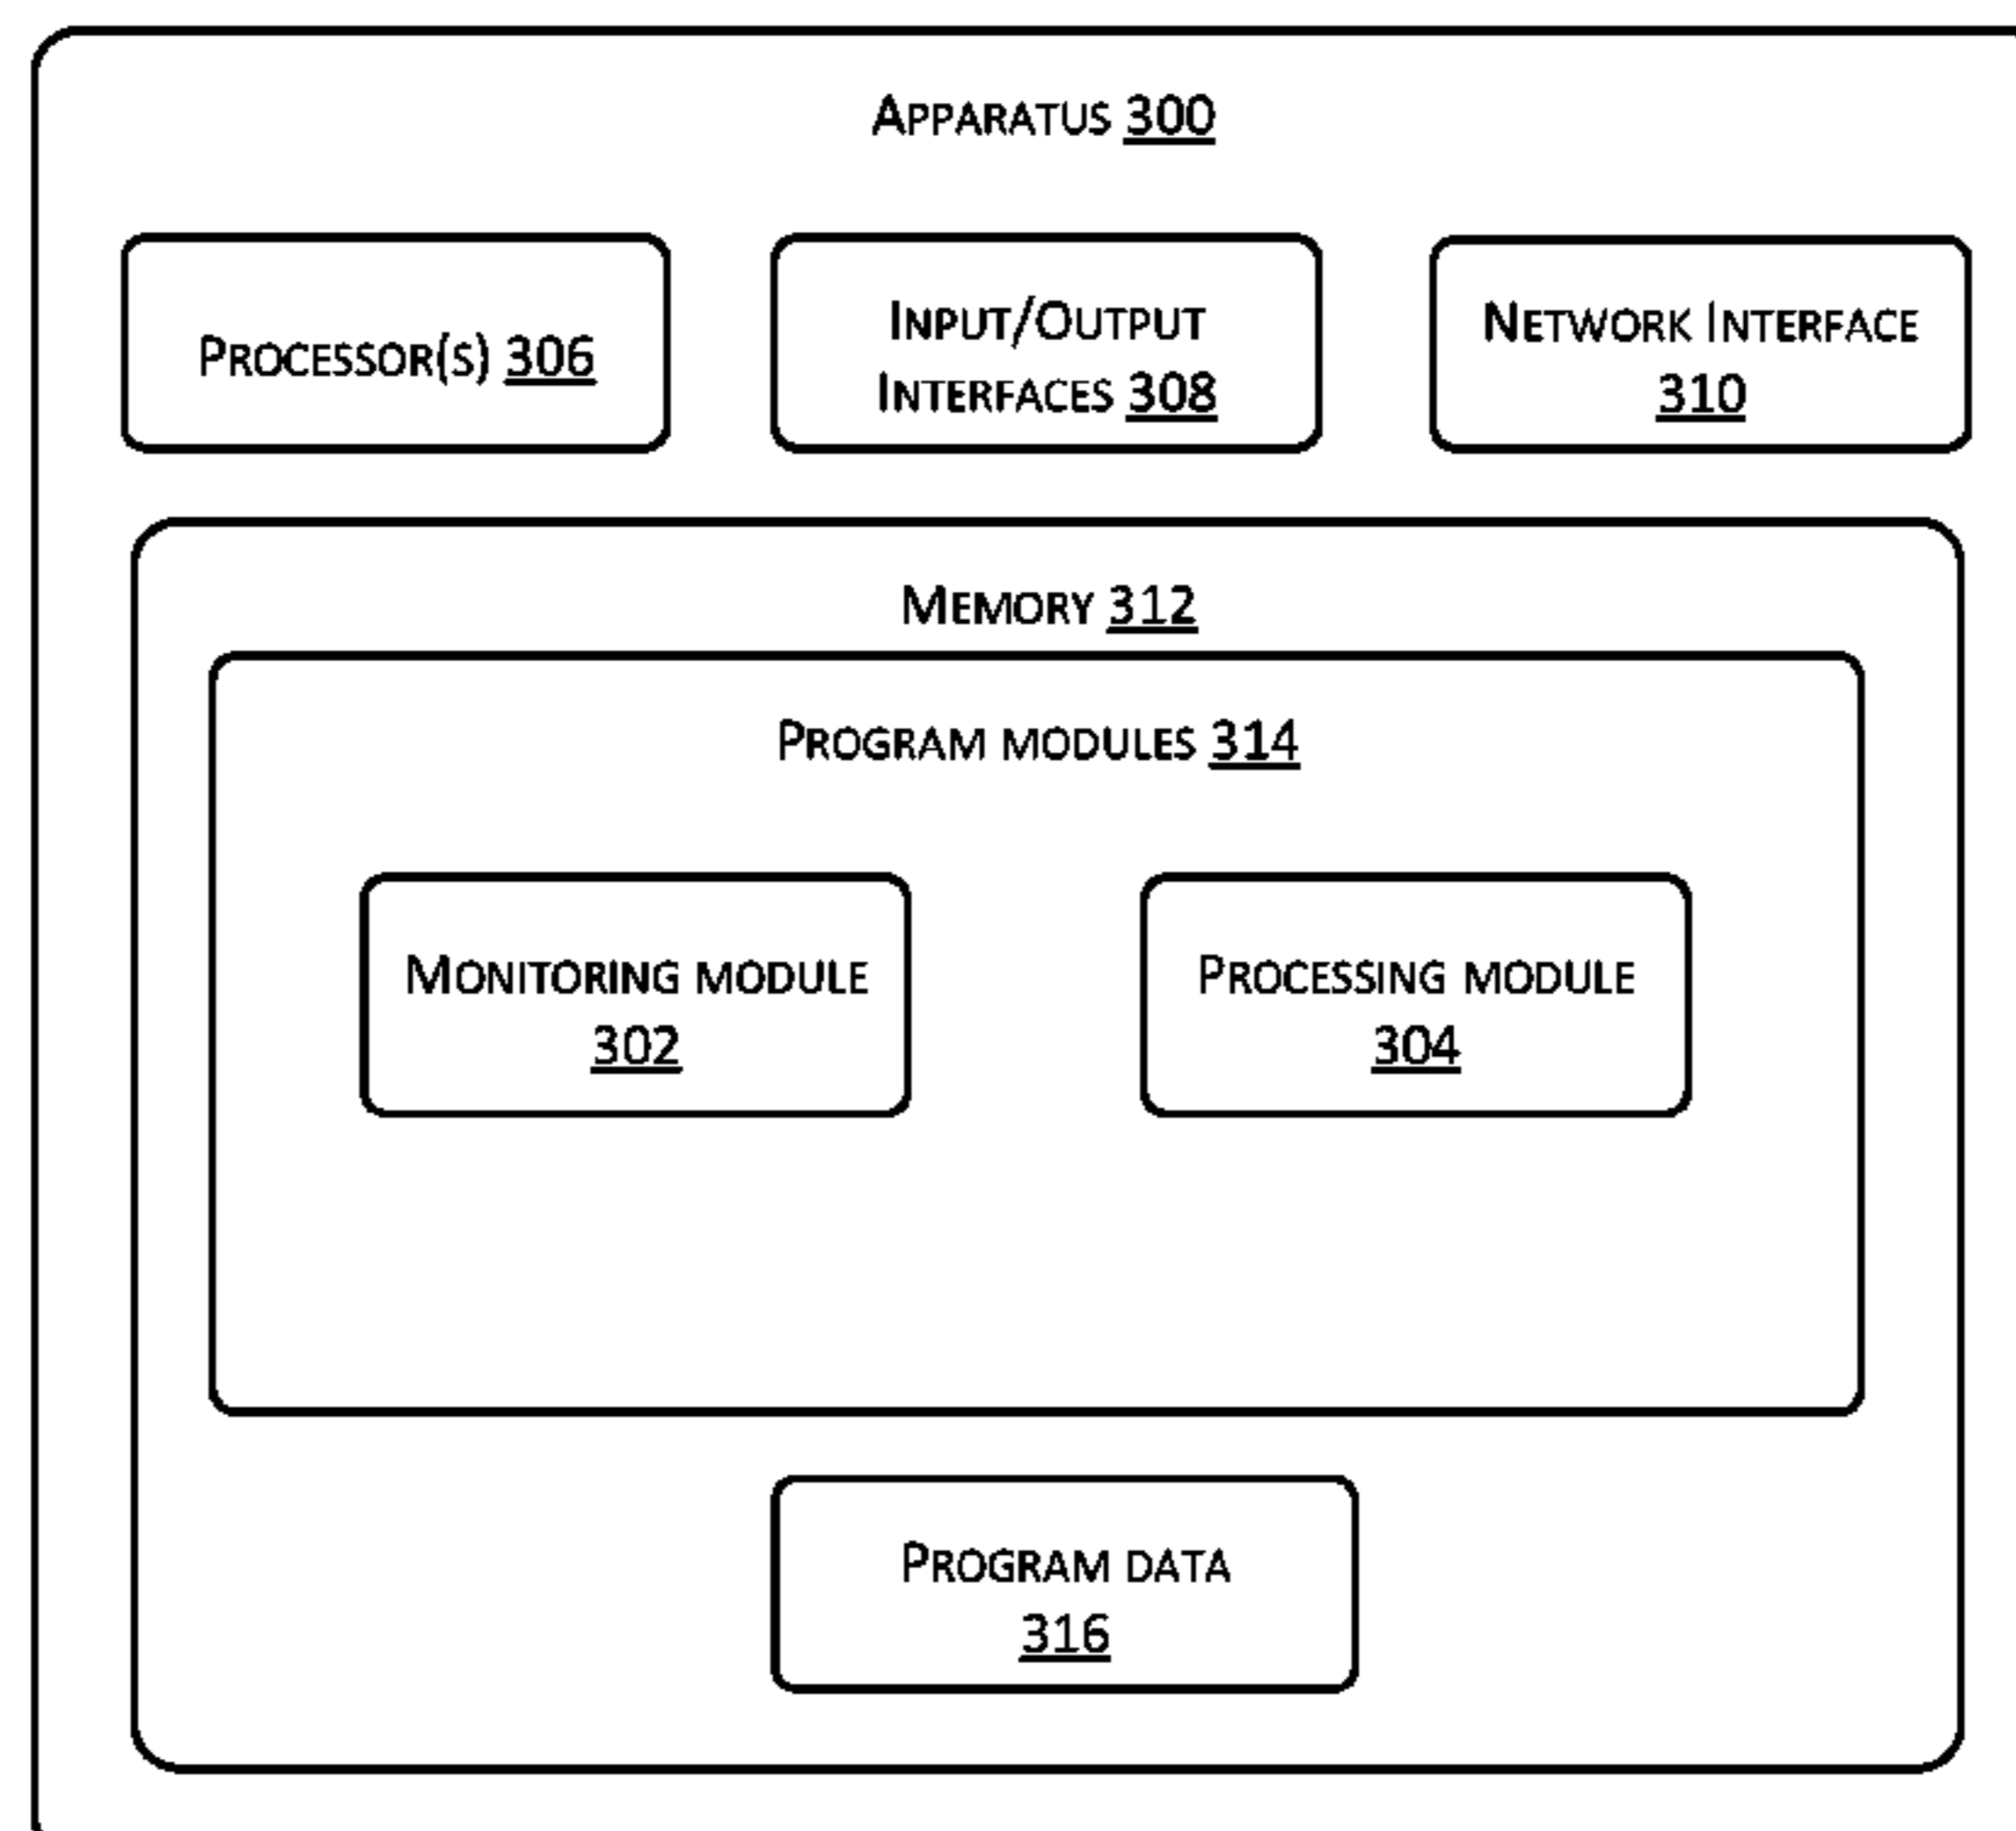 APPARATUS 300
PROCESSOR(S) 306
INPUT/OUTPUT
INTERFACES 308
NETWORK INTERFACE
310
MEMORY 312
PROGRAM MODULES 314
MONITORING MODULE
302
PROCESSING MODULE
304
PROGRAM DATA
316